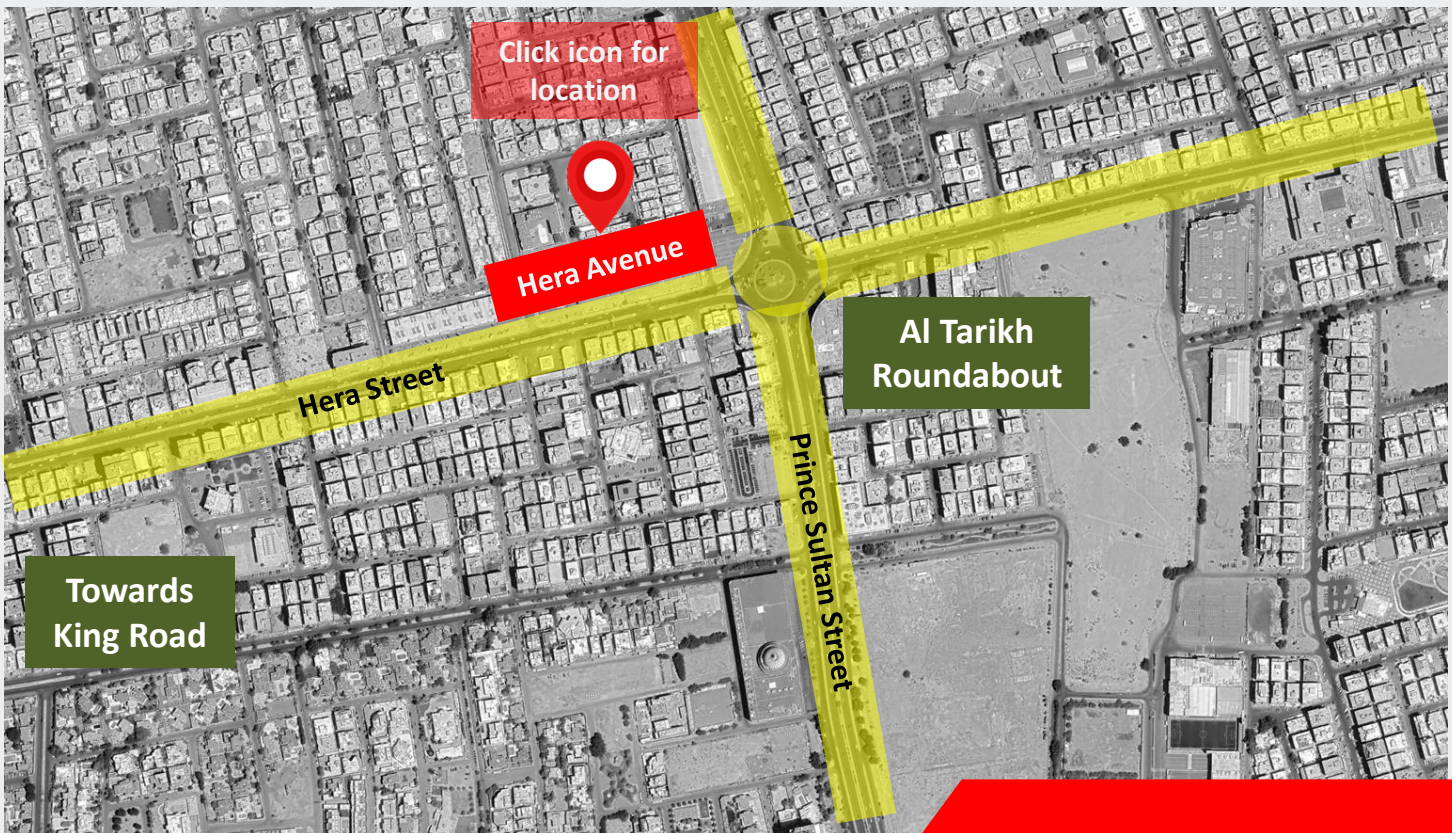 Click icon for
location
Hera Avenue
Al Tarikh
Roundabout
Hera Street
Prince Sultan Street
Towards
King Road